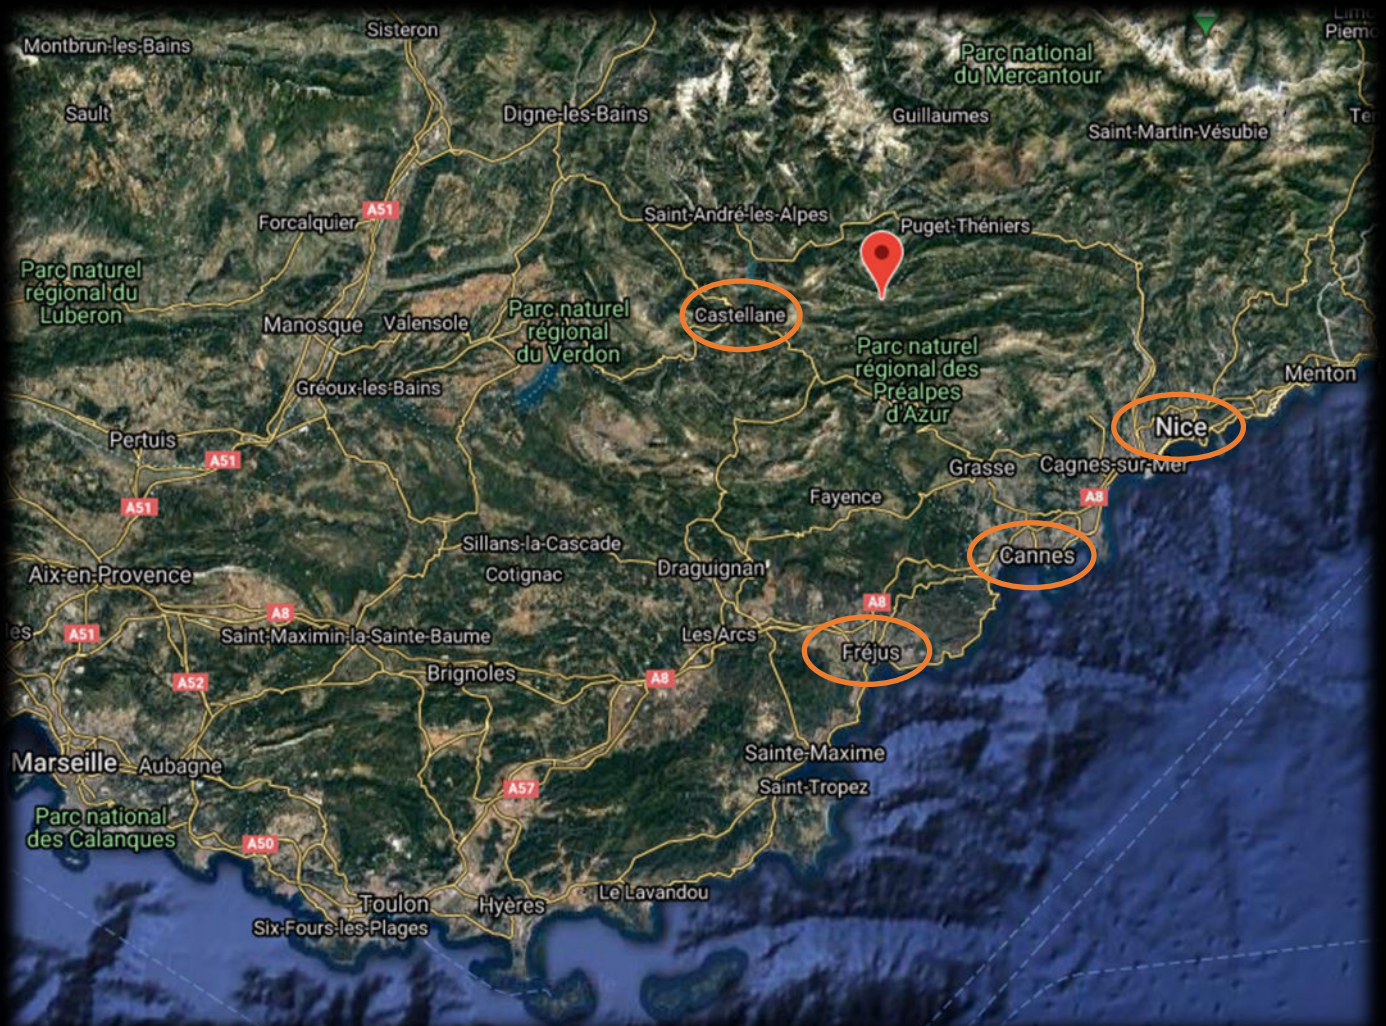 Sisteron
Montbrun-les-Bains
Parc national
du Mercantour
Sault
Digne-les-Bains
Guillaumes
Saint-Martin-Vésubie
Forcalquier
A51
Saint-André-les-Alpes
Puget-Théniers
Parc naturel
régional du
Luberon
Manosque
Valensole
Parc naturel
régional
du Verdon
Castellane
Parc naturel
régional des
Préalpes
d'Azur
Menton
Gréoux-les-Bains
Nice
Pertuis
A51
Grasse
Cagnes-sur-Mer
A51
Fayence
A8
Sillans-la-Cascade
Cannes
Aix-en-Provence
Cotignac
Draguignan
A8
A8
A51
Saint-Maximin-la-Sainte-Baume
Les Arcs
Fréjus
Brignoles
A52
A8
Marseille
Aubagne
Sainte-Maxime
A57
Saint-Tropez
Parc national
des Calanques
A50
Le Lavandou
Toulon
Hyères
Six-Fours-les-Plages